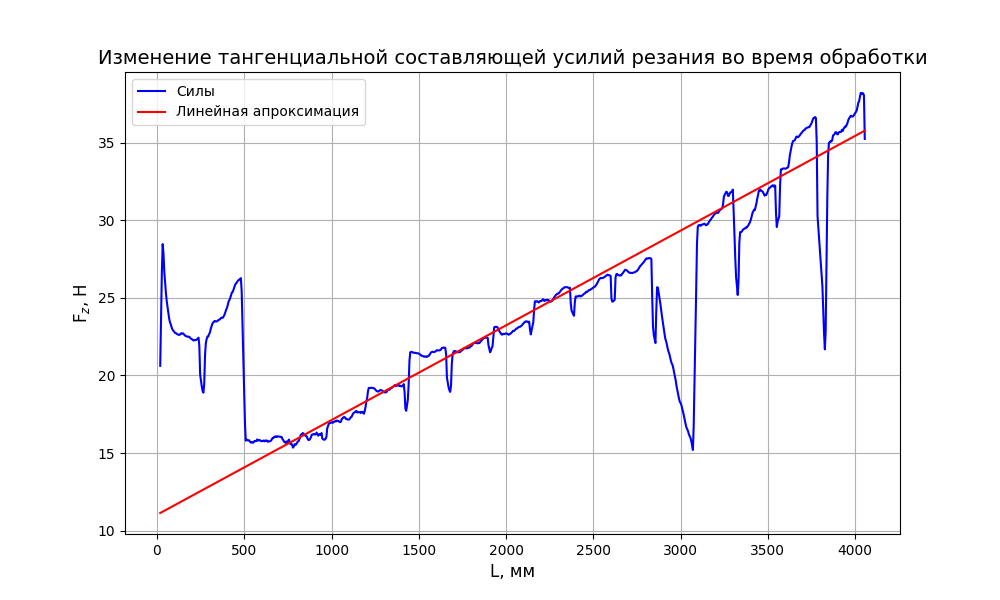 Изменение тангенциальной составляющей усилий резания во время обработки
Силы
Линейная апроксимация
35
30
25
20
15
10
F_z, Н
0 500 1000 1500 2000 2500 3000 3500 4000
L, мм